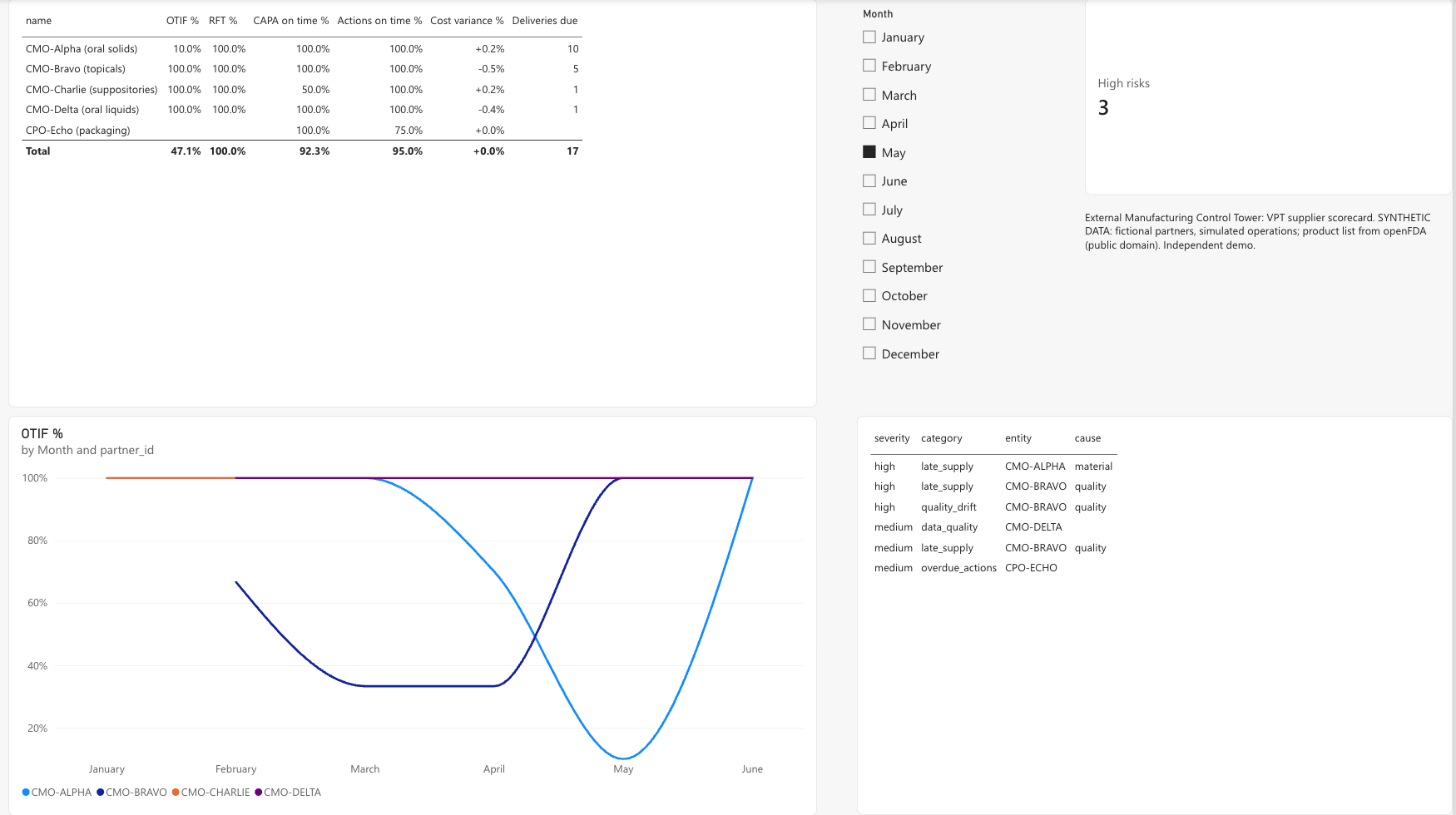 name OTIF % RFT % CAPA on time % Actions on time % Cost variance % Deliveries due
CMO-Alpha (oral solids) 10.0% 100.0% 100.0% 100.0% +0.2% 10
CMO-Bravo (topicals) 100.0% 100.0% 100.0% 100.0% -0.5% 5
CMO-Charlie (suppositories) 100.0% 100.0% 50.0% 100.0% +0.2% 1
CMO-Delta (oral liquids) 100.0% 100.0% 100.0% 100.0% -0.4% 1
CPO-Echo (packaging) 100.0% 75.0% +0.0%
Total 47.1% 100.0% 92.3% 95.0% +0.0% 17
Month
January
February
March
April
May
June
July
August
September
October
November
December
High risks
3
External Manufacturing Control Tower: VPT supplier scorecard. SYNTHETIC
DATA: fictional partners, simulated operations; product list from openFDA
(public domain). Independent demo.
OTIF %
by Month and partner_id
100%
80%
60%
40%
20%
January February March April May June
CMO-ALPHA CMO-BRAVO CMO-CHARLIE CMO-DELTA
severity category entity cause
high late_supply CMO-ALPHA material
high late_supply CMO-BRAVO quality
high quality_drift CMO-BRAVO quality
medium data_quality CMO-DELTA
medium late_supply CMO-BRAVO quality
medium overdue_actions CPO-ECHO